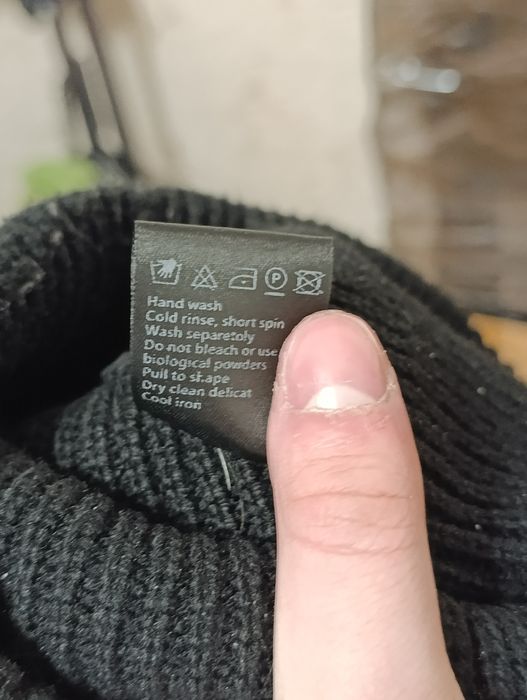 P
Hand wash
Cold rinse, short spin
Wash separetoly
Do not bleach or use
biological powders
Pull to shape
Dry clean delicat
Cool iron